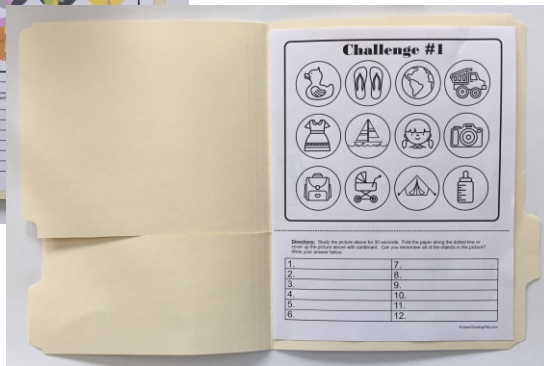 Challenge #1
Directions: Study the picture above for 30 seconds. Fold the paper along the dotted line or
cover up the picture above with cardboard. Can you remember all of the objects in the picture?
Write your answer below.
1. 7.
2. 8.
3. 9.
4. 10.
5. 11.
6. 12.